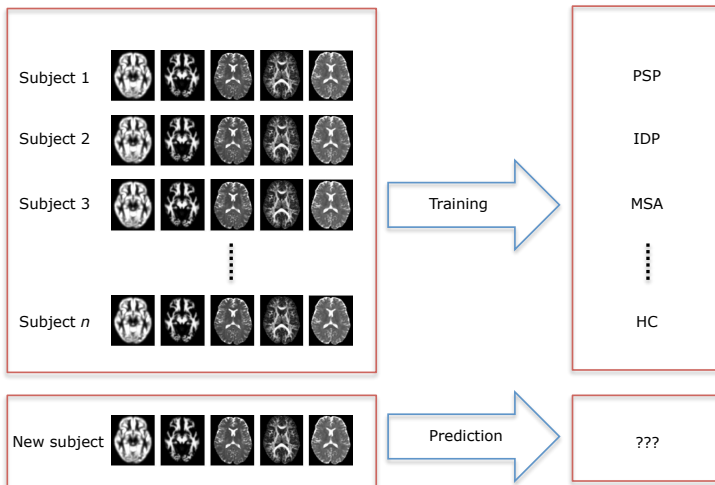 Subject 1
PSP
Subject 2
IDP
Subject 3
Training
MSA
Subject n
HC
New subject
Prediction
???